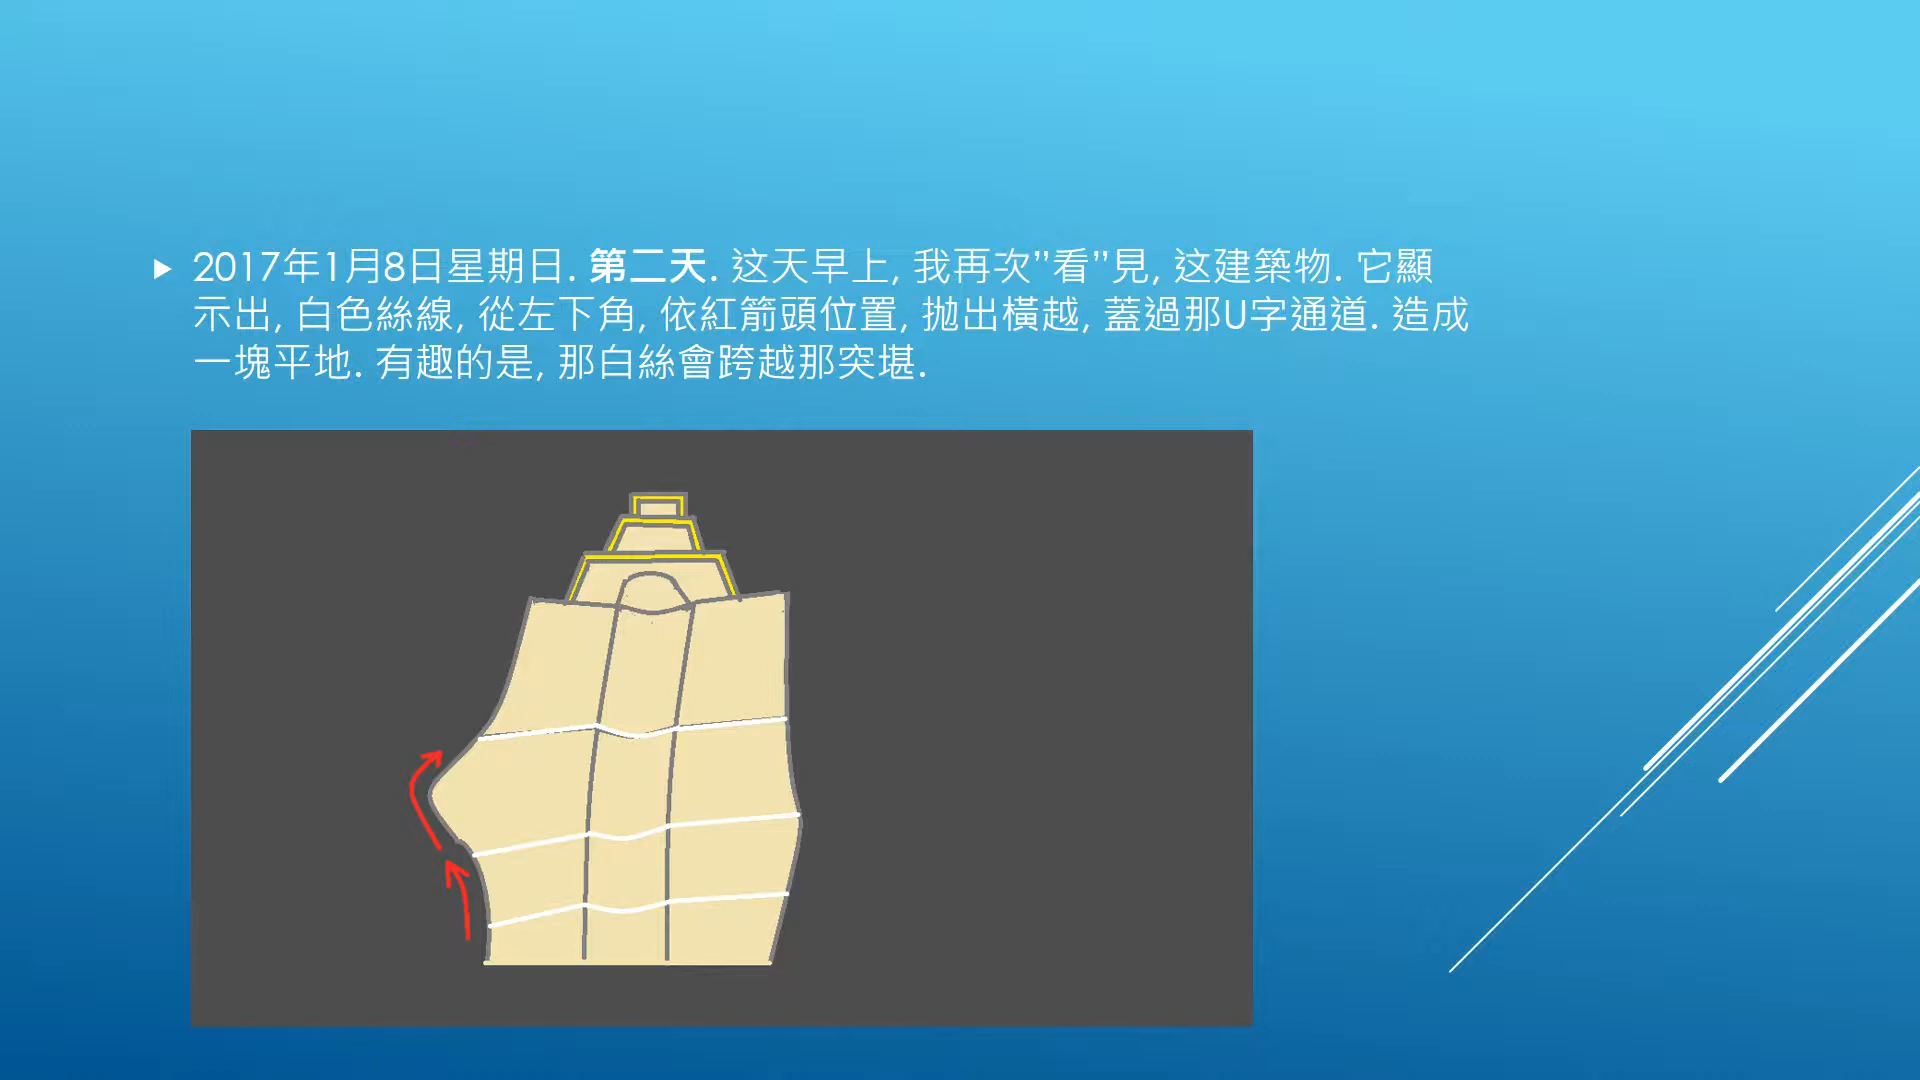 2017年1月8日星期日. 第二天. 这天早上, 我再次"看"見, 这建築物. 它顯
示出, 白色絲線, 從左下角, 依紅箭頭位置, 拋出橫越, 蓋過那U字通道. 造成
一塊平地. 有趣的是, 那白絲會跨越那突堪.